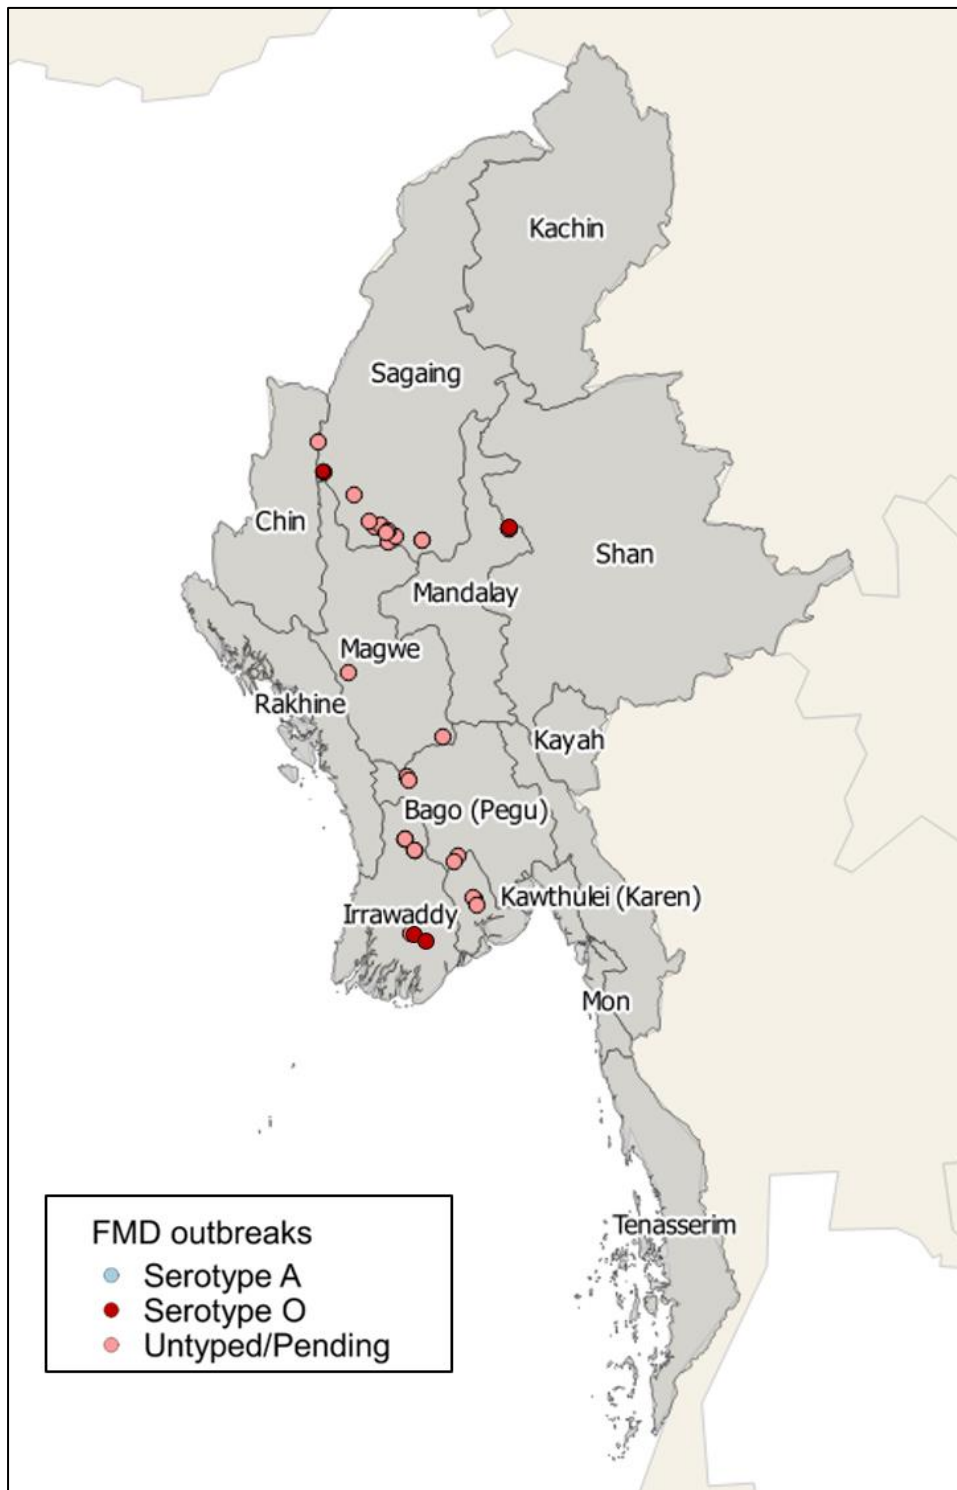 Kachin
Sagaing
Chin
Shan
Mandalay
Magwe
Rakhine
Kayah
Bago (Pegu)
Kawthulei (Karen)
Irrawaddy
Mon
Tenasserim
FMD outbreaks
Serotype A
Serotype O
Untyped/Pending